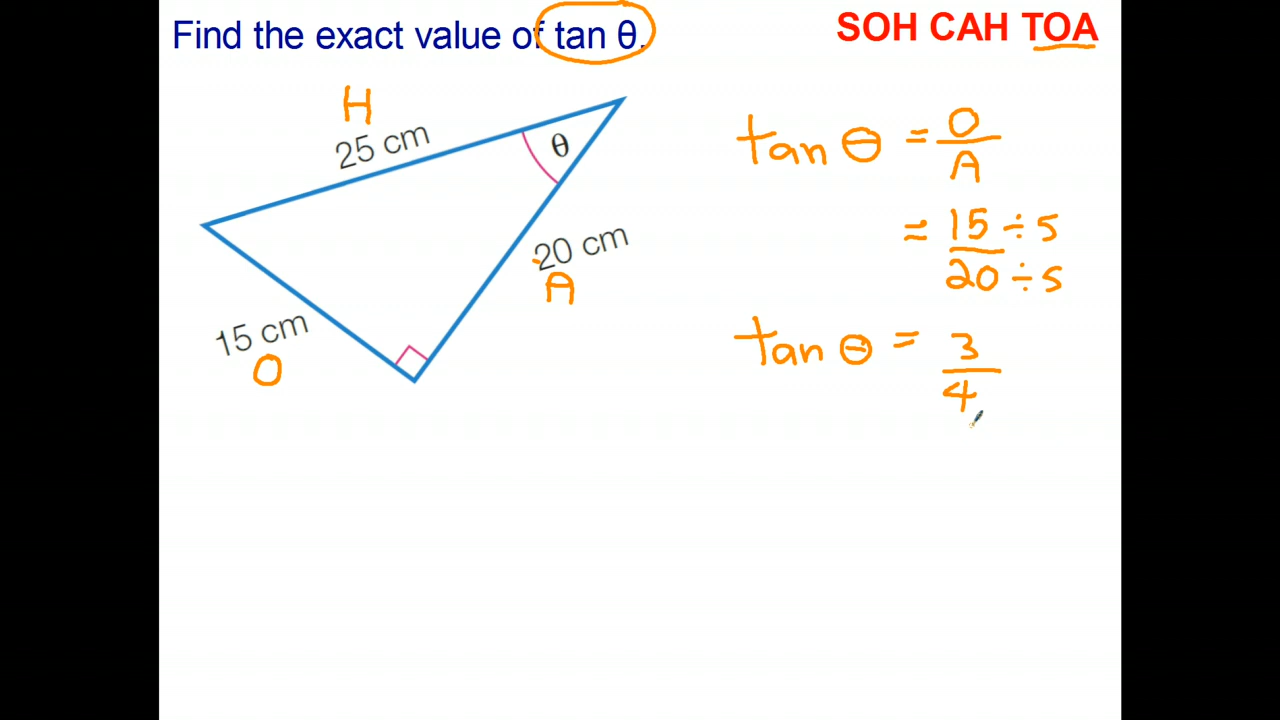 Find the exact value of tan θ.
SOH CAH TOA
H
25 cm
θ
20 cm
A
15 cm
O
tan θ = O
A
= 15 ÷ 5
20 ÷ 5
tan θ = 3
4